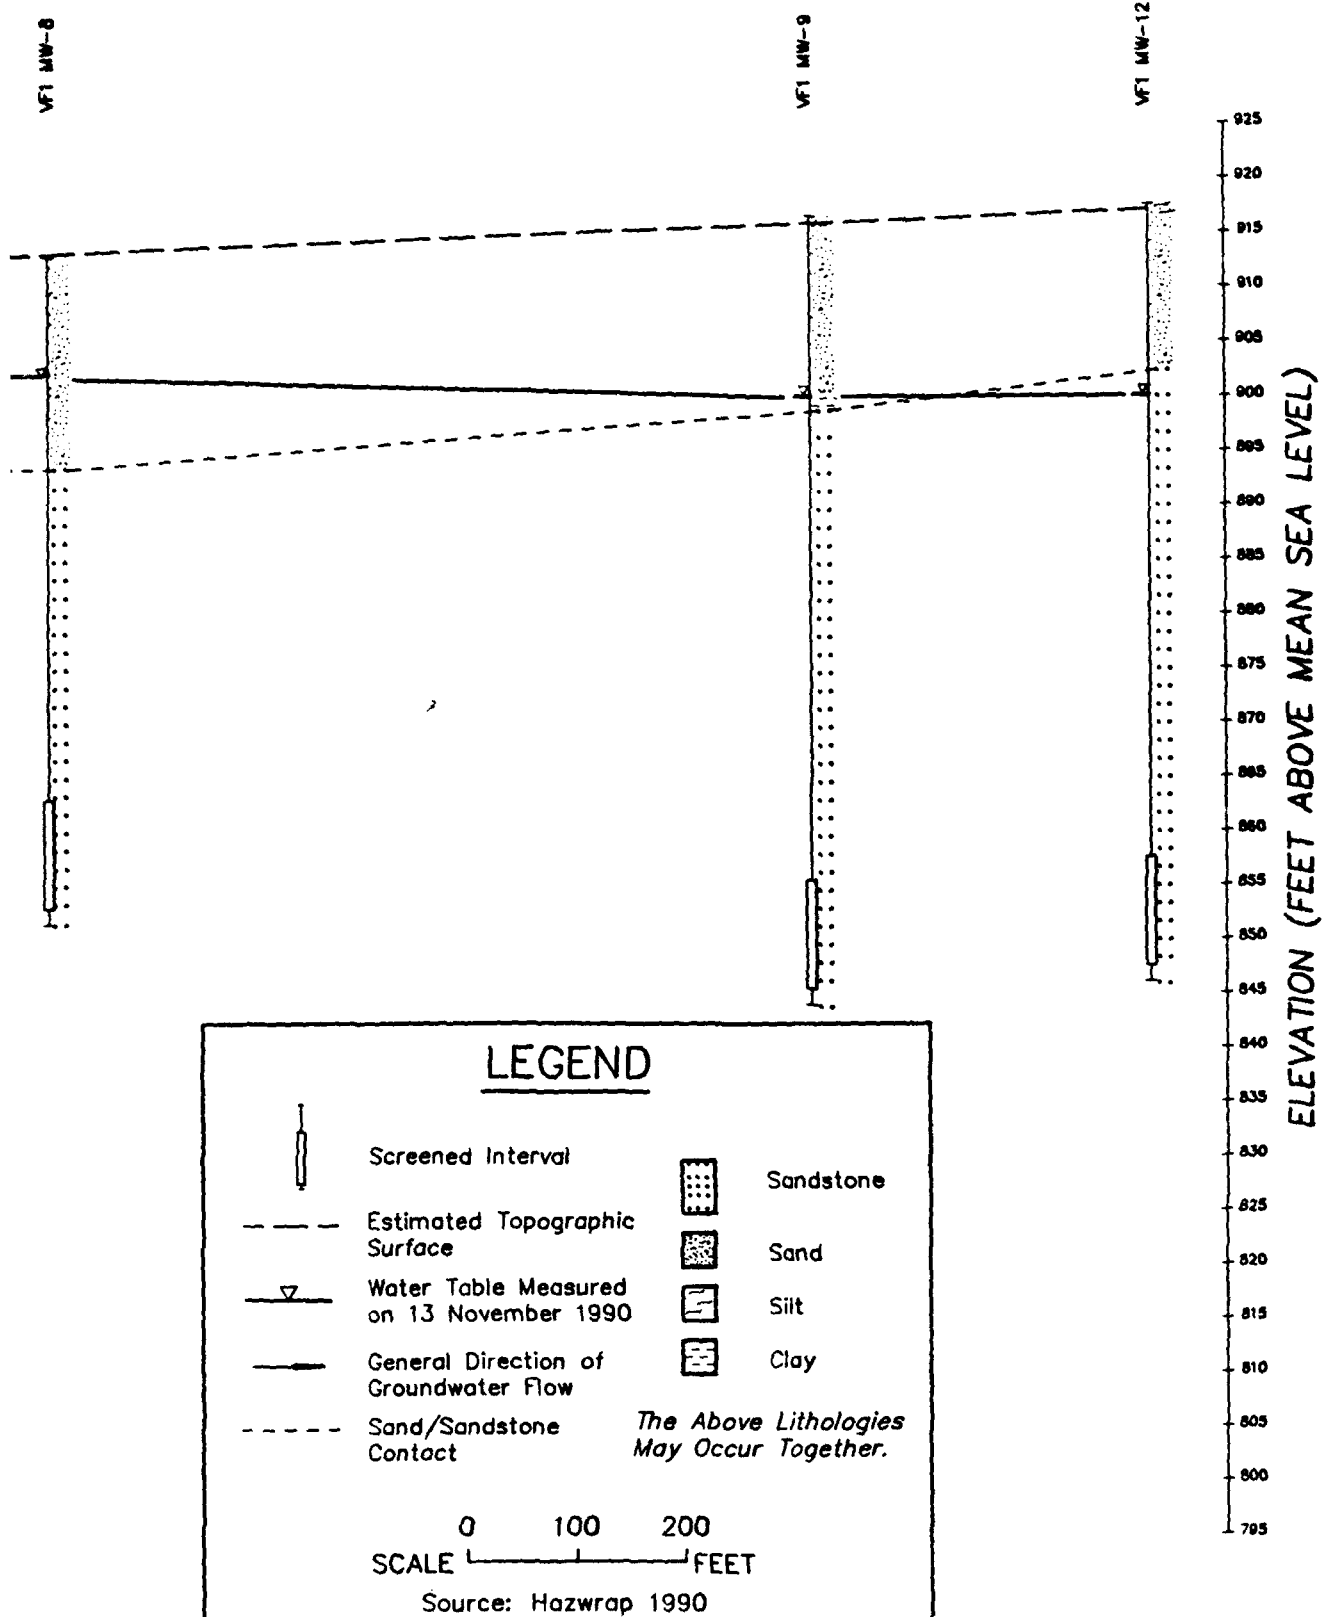 VF1 MW-8
VF1 MW-9
VF1 MW-12
925
920
915
910
905
900
895
890
885
880
875
870
865
860
855
850
845
840
835
830
825
820
815
810
805
800
795
ELEVATION (FEET ABOVE MEAN SEA LEVEL)
LEGEND
Screened Interval
Estimated Topographic
Surface
Water Table Measured
on 13 November 1990
General Direction of
Groundwater Flow
Sand/Sandstone
Contact
Sandstone
Sand
Silt
Clay
The Above Lithologies
May Occur Together.
0 100 200
SCALE FEET
Source: Hazwrap 1990